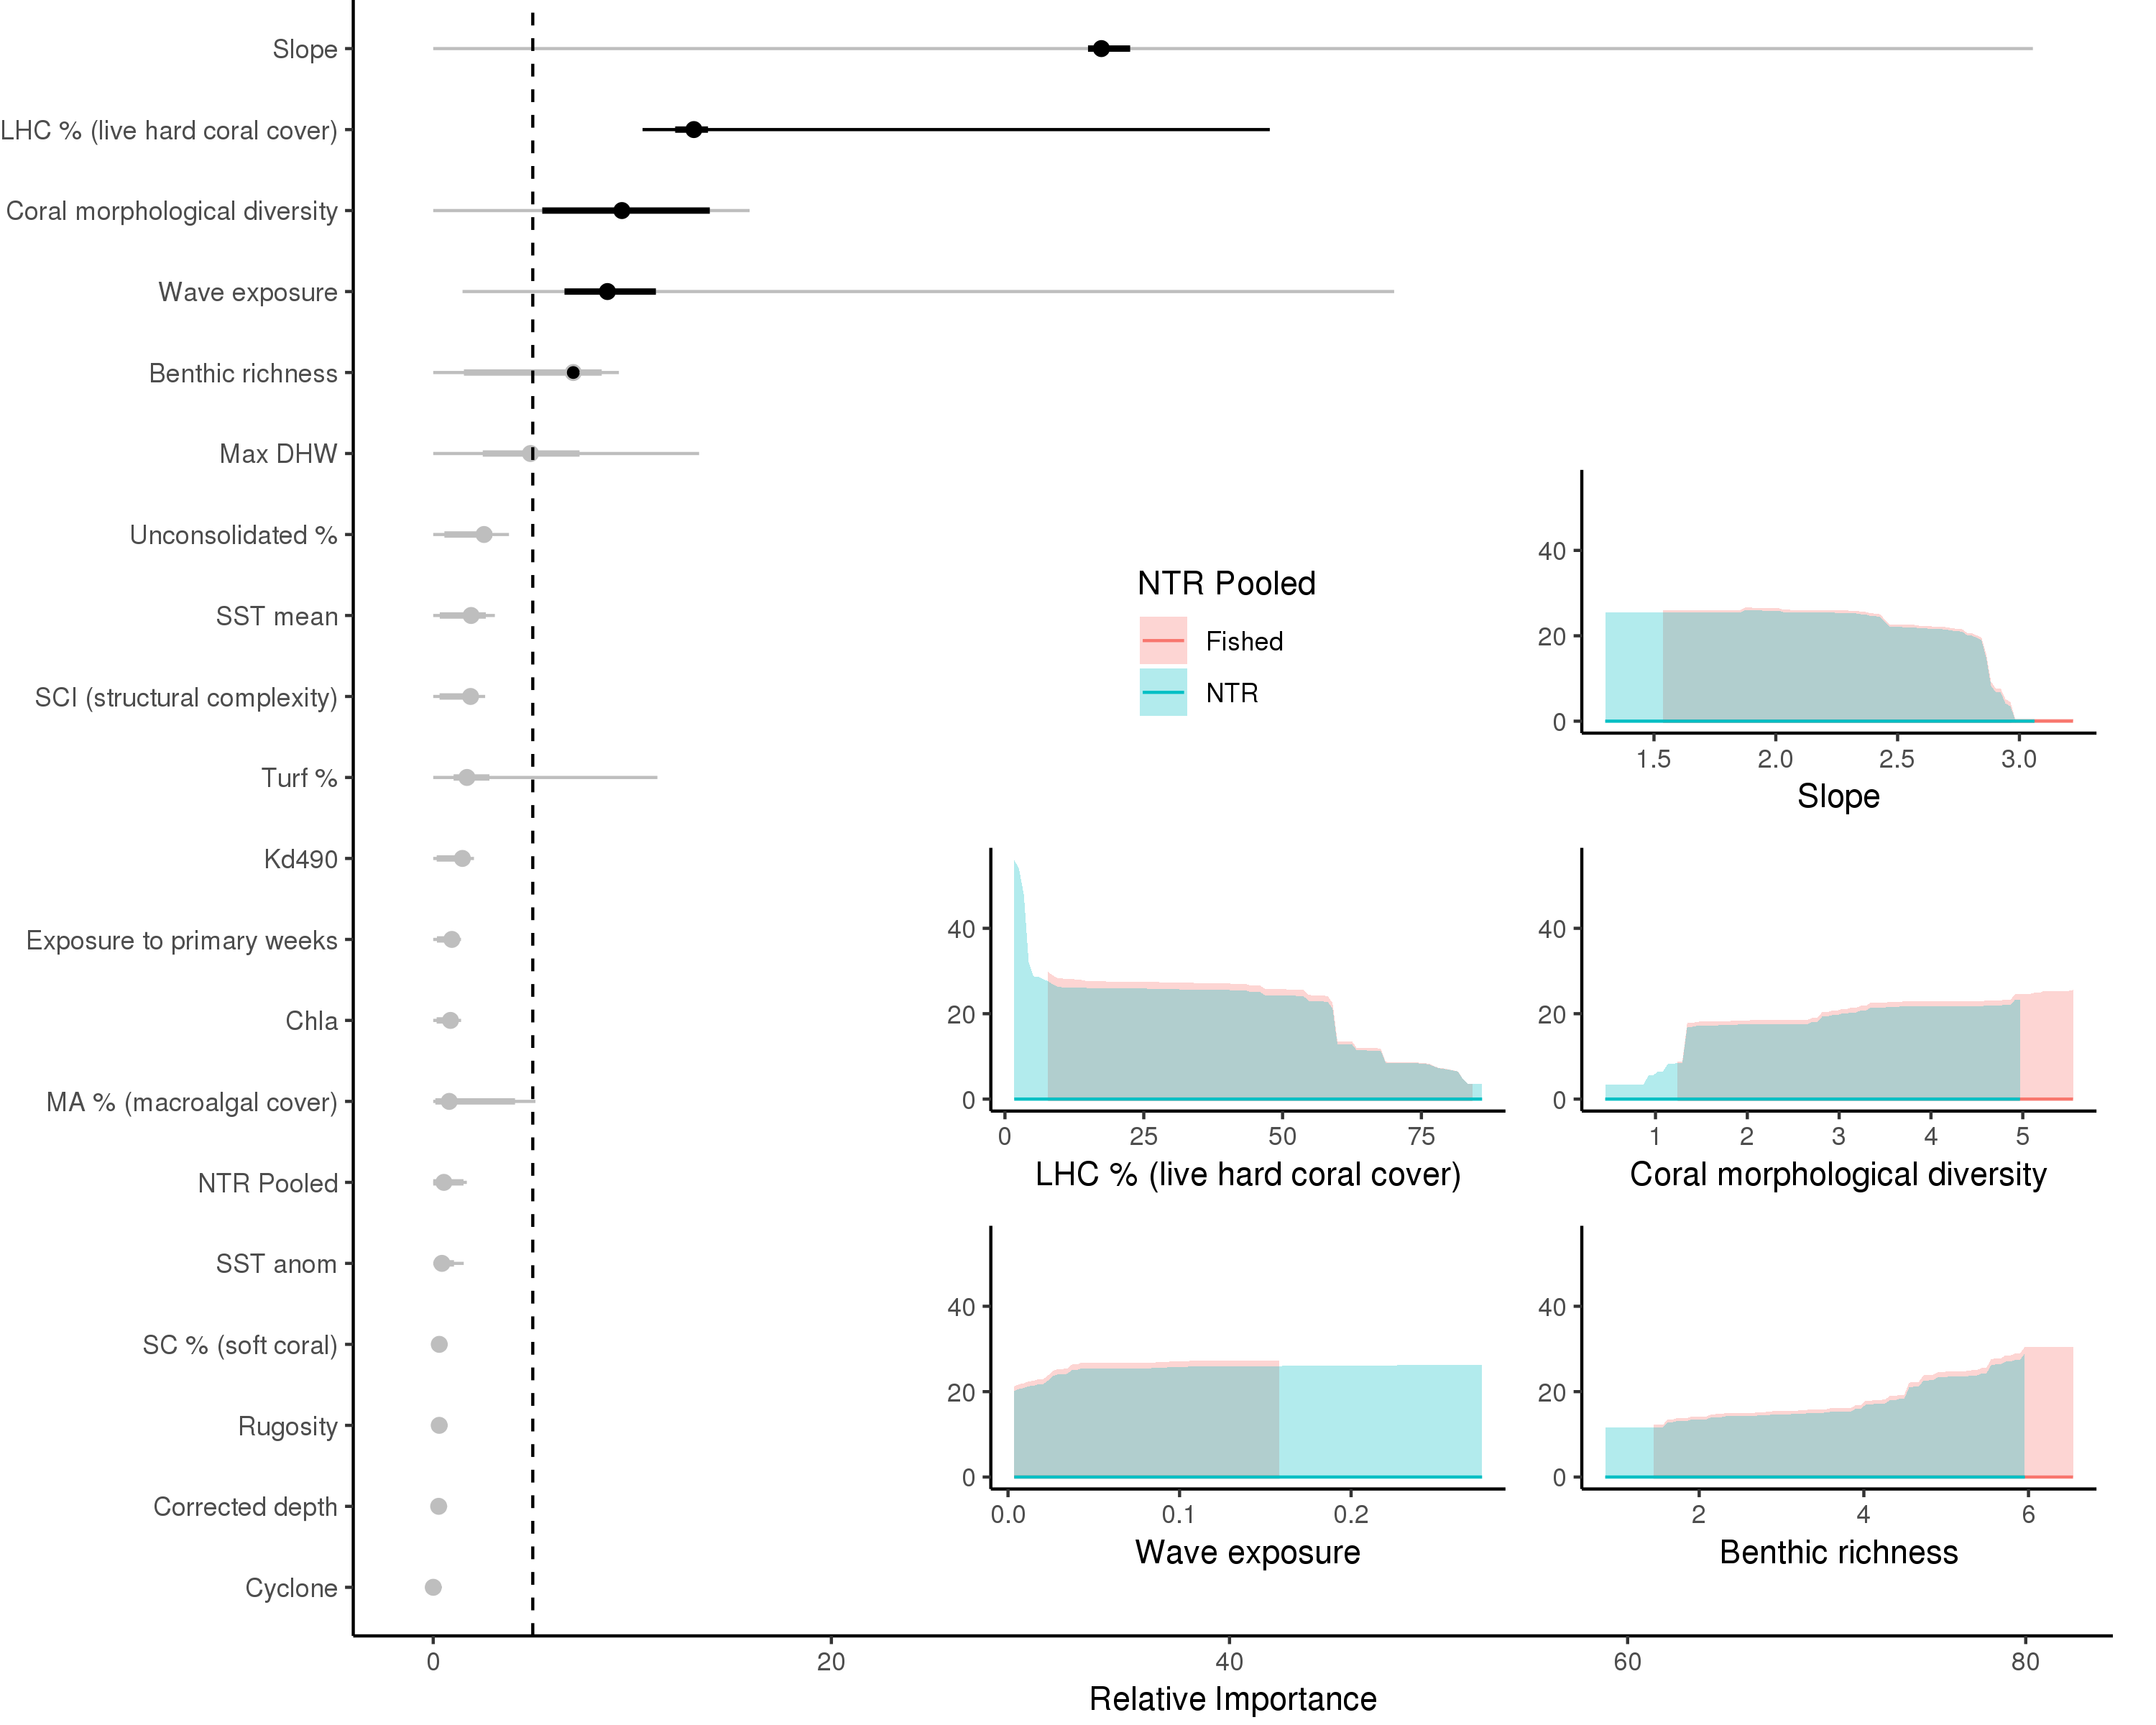 Slope
LHC % (live hard coral cover)
Coral morphological diversity
Wave exposure
Benthic richness
Max DHW
Unconsolidated %
SST mean
SCI (structural complexity)
Turf %
Kd490
Exposure to primary weeks
Chla
MA % (macroalgal cover)
NTR Pooled
SST anom
SC % (soft coral)
Rugosity
Corrected depth
Cyclone
0 20 40 60 80
Relative Importance
NTR Pooled
Fished
NTR
40
20
0
1.5 2.0 2.5 3.0
Slope
40
20
0
0 25 50 75
LHC % (live hard coral cover)
40
20
0
1 2 3 4 5
Coral morphological diversity
40
20
0
0.0 0.1 0.2
Wave exposure
40
20
0
2 4 6
Benthic richness